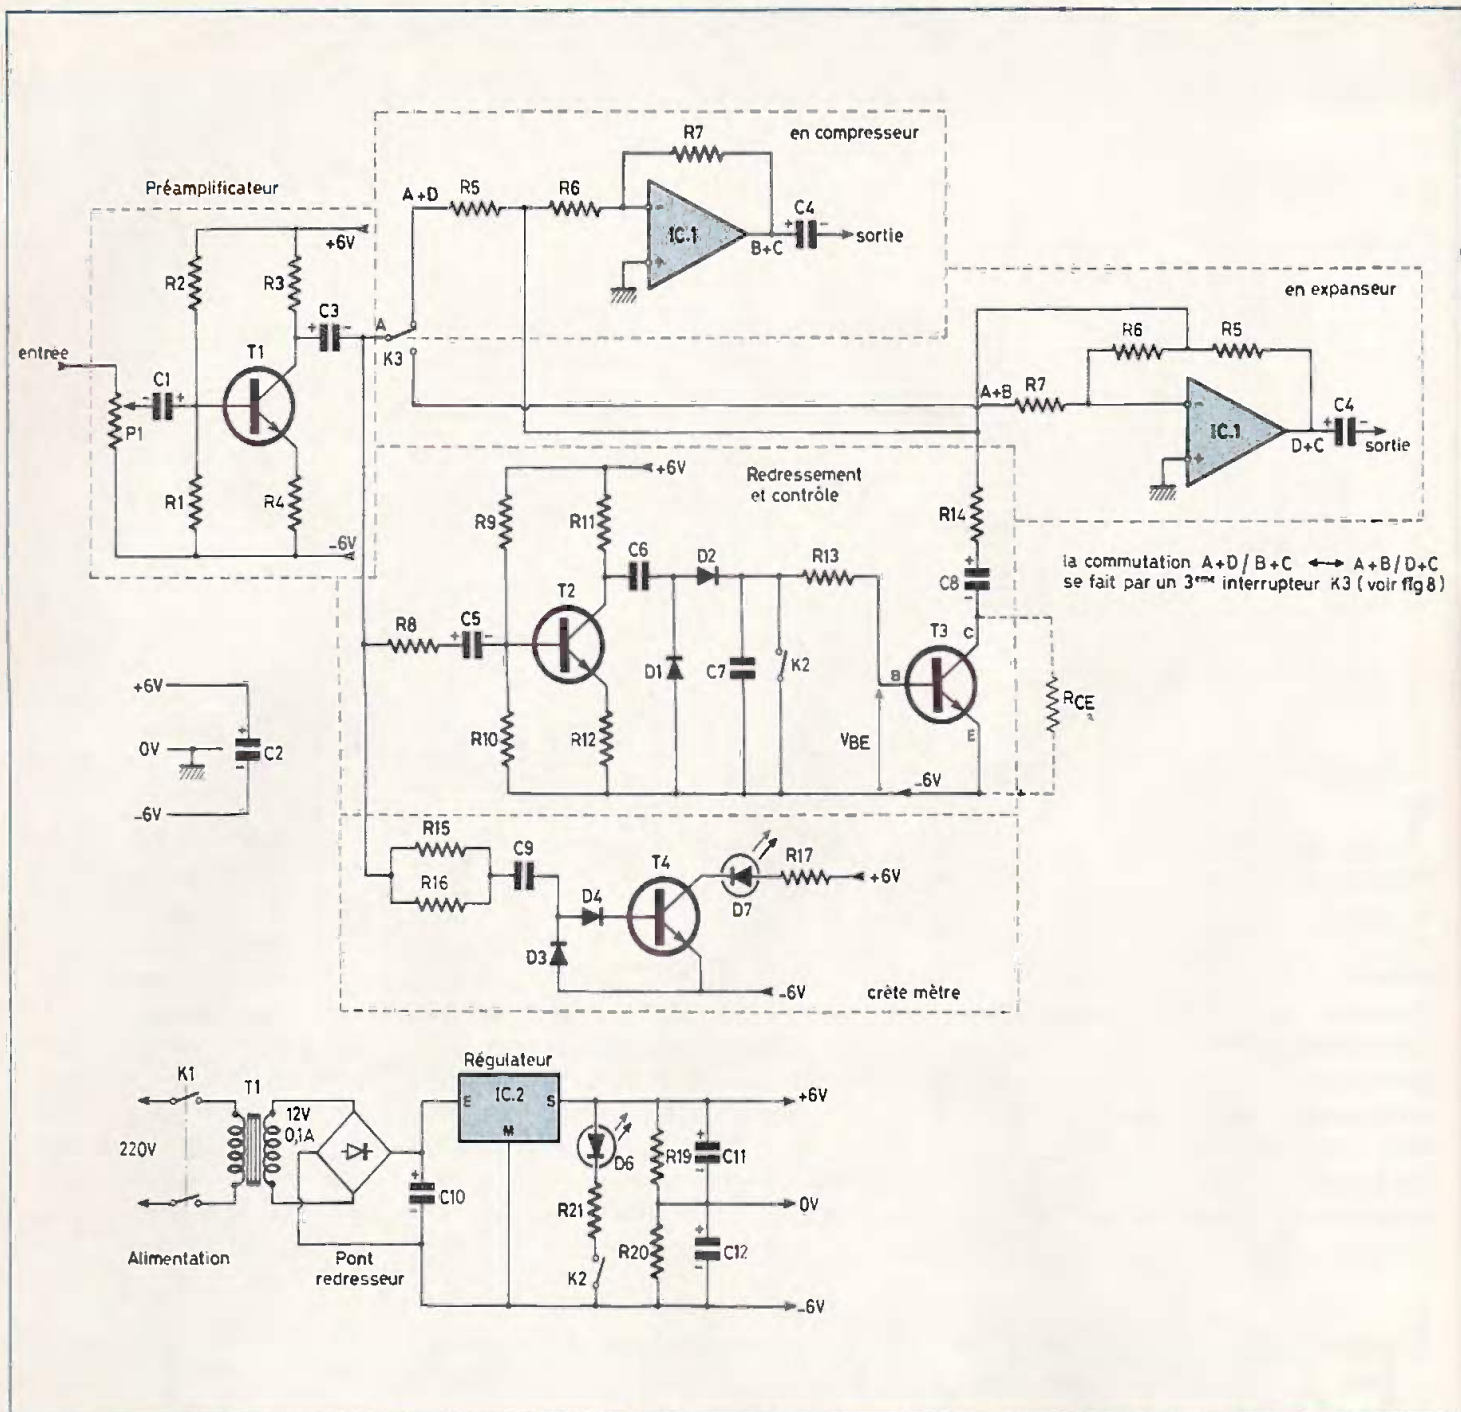 en compresseur
R7
Préamplificateur
A+D
R5
R6
IC.1
-
+
B+C
C4
+
-
sortie
+6V
R2
R3
C3
+
-
A
K3
en expanseur
R6
R5
entrée
T1
C1
-
+
P1
A+B
R7
IC.1
-
+
D+C
C4
+
-
sortie
R1
R4
-6V
+6V
Redressement
et contrôle
R9
R11
R14
C6
D2
R13
C8
+
-
la commutation A+D / B+C ↔ A+B / D+C
se fait par un 3eme interrupteur K3 (voir fig 8)
R8
C5
+
-
T2
D1
C7
K2
T3
C
B
E
VBE
RCE
R10
R12
-6V
+6V
0V
-6V
+
-
C2
R15
R16
C9
D4
D3
T4
D7
R17
+6V
-6V
crète mètre
K1
T1
12V
0,1A
220V
Régulateur
IC.2
E
S
M
+6V
D6
R19
+
-
C11
+
-
C10
R21
0V
R20
+
-
C12
K2
-6V
Alimentation
Pont
redresseur